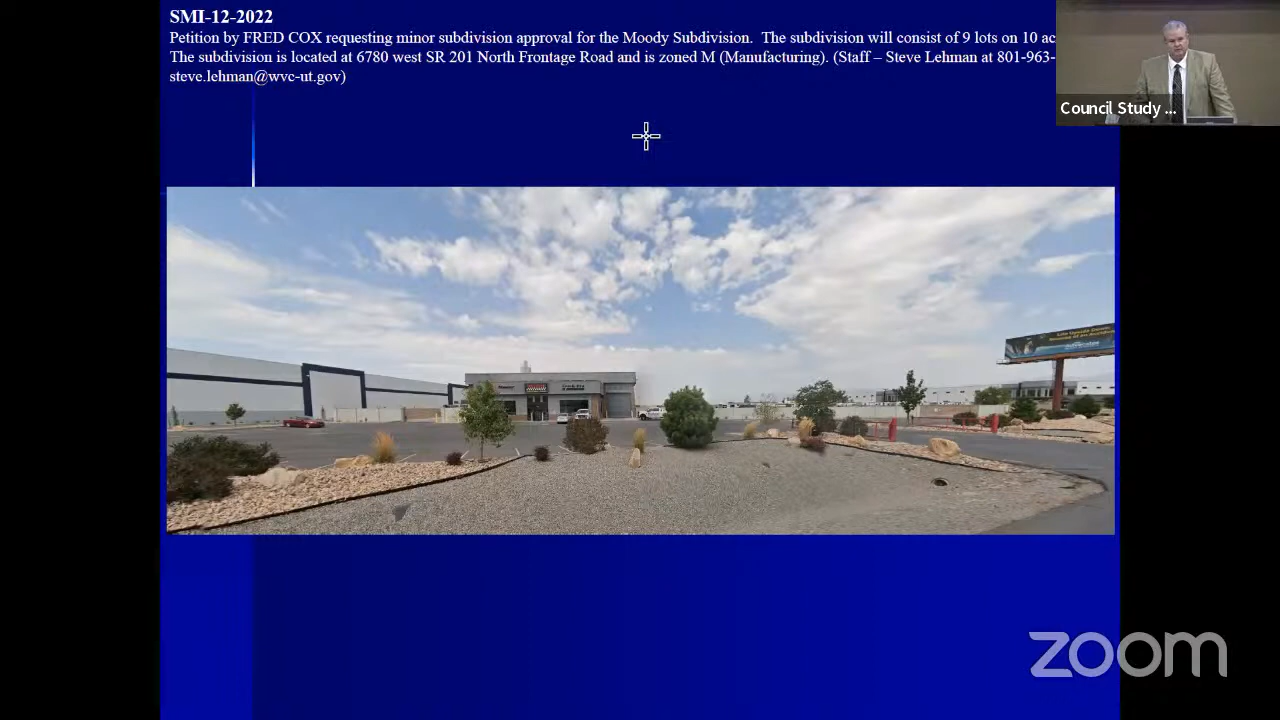 SMI-12-2022
Petition by FRED COX requesting minor subdivision approval for the Moody Subdivision. The subdivision will consist of 9 lots on 10 ac
The subdivision is located at 6780 west SR 201 North Frontage Road and is zoned M (Manufacturing). (Staff – Steve Lehman at 801-963-
steve.lehman@wvc-ut.gov)
Council Study ...
zoom